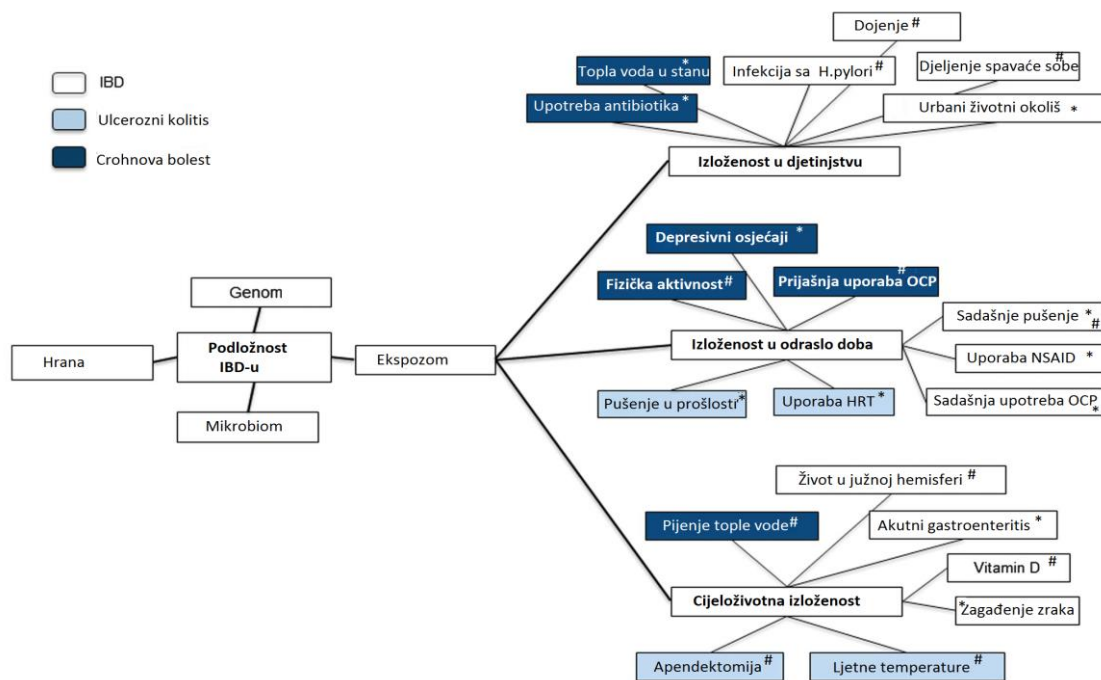 IBD
Ulcerozni kolitis
Crohnova bolest
Dojenje #
Topla voda u stanu *
Infekcija sa H.pylori #
Djeljenje spavaće sobe #
Upotreba antibiotika *
Urbani životni okoliš *
Izloženost u djetinjstvu
Depresivni osjećaji *
Fizička aktivnost #
Prijašnja uporaba OCP #
Genom
Sadašnje pušenje * #
Hrana
Podložnost
IBD-u
Ekspozom
Izloženost u odraslo doba
Uporaba NSAID *
Mikrobiom
Pušenje u prošlosti *
Uporaba HRT *
Sadašnja upotreba OCP *
Život u južnoj hemisferi #
Pijenje tople vode #
Akutni gastroenteritis *
Vitamin D #
Cijeloživotna izloženost
* Zagađenje zraka
Apendektomija #
Ljetne temperature #